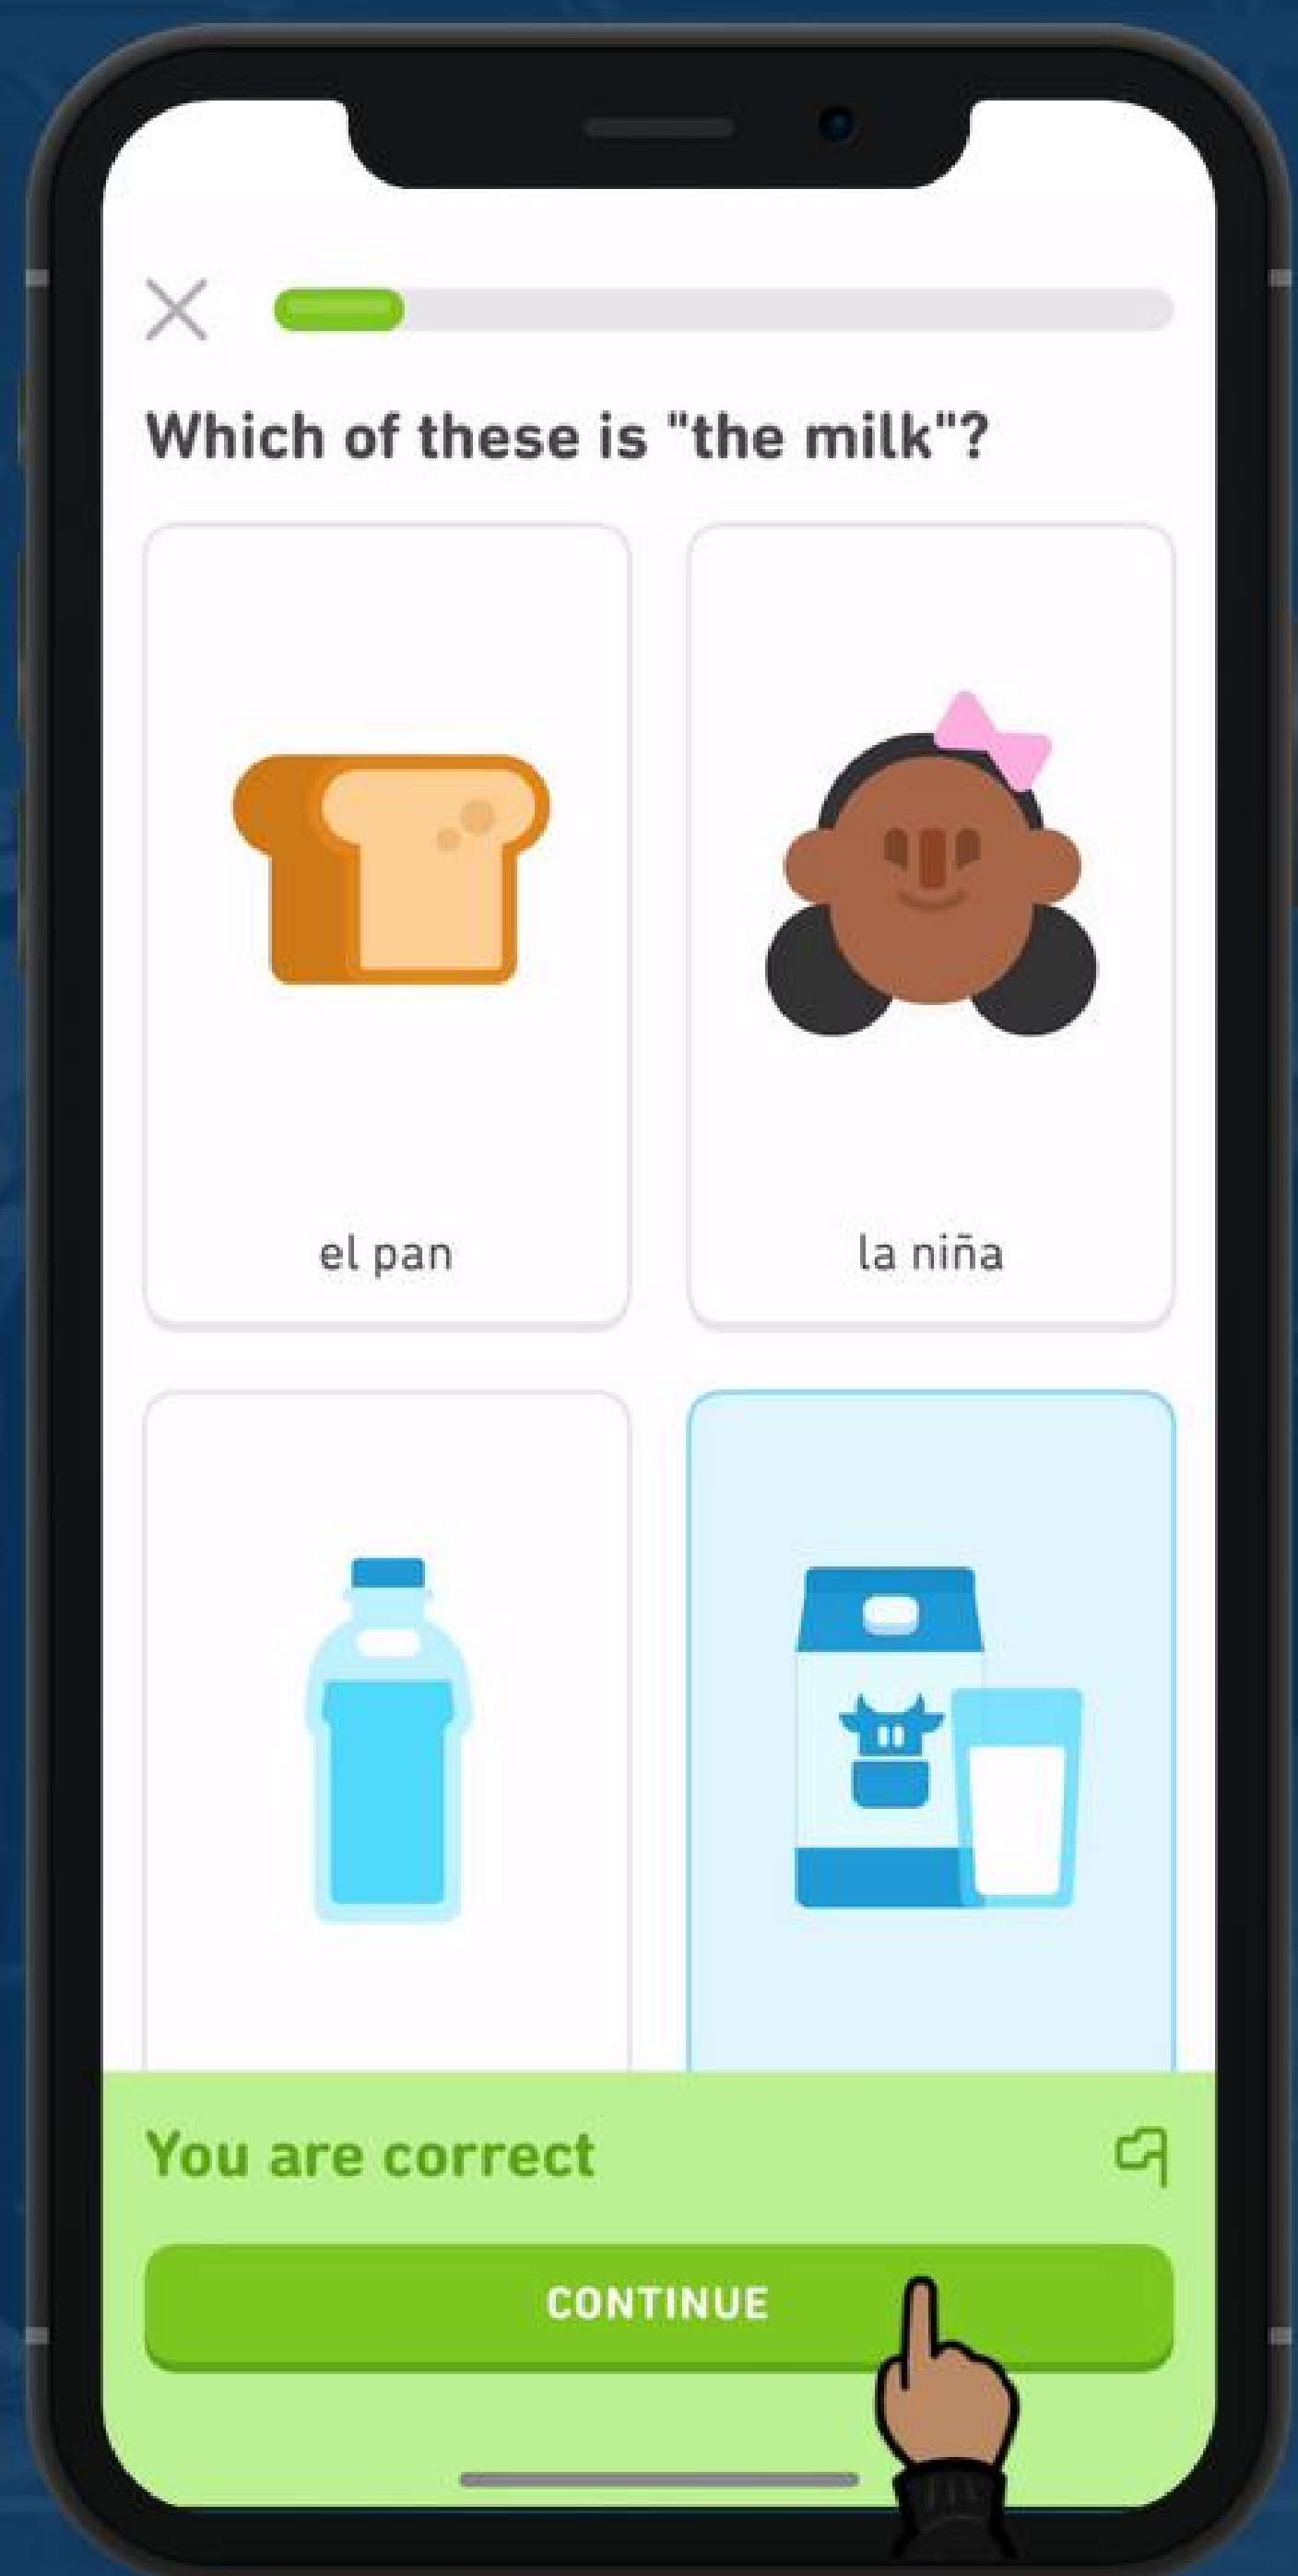 Which of these is "the milk"?
el pan
la niña
You are correct
CONTINUE